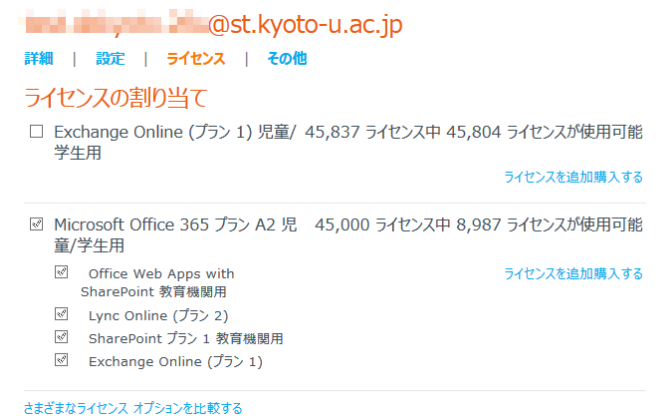 @st.kyoto-u.ac.jp
詳細 | 設定 | ライセンス | その他
ライセンスの割り当て
Exchange Online (プラン 1) 児童/ 45,837 ライセンス中 45,804 ライセンスが使用可能
学生用
ライセンスを追加購入する
Microsoft Office 365 プラン A2 児 45,000 ライセンス中 8,987 ライセンスが使用可能
童/学生用
Office Web Apps with
SharePoint 教育機関用
ライセンスを追加購入する
Lync Online (プラン 2)
SharePoint プラン 1 教育機関用
Exchange Online (プラン 1)
さまざまなライセンス オプションを比較する